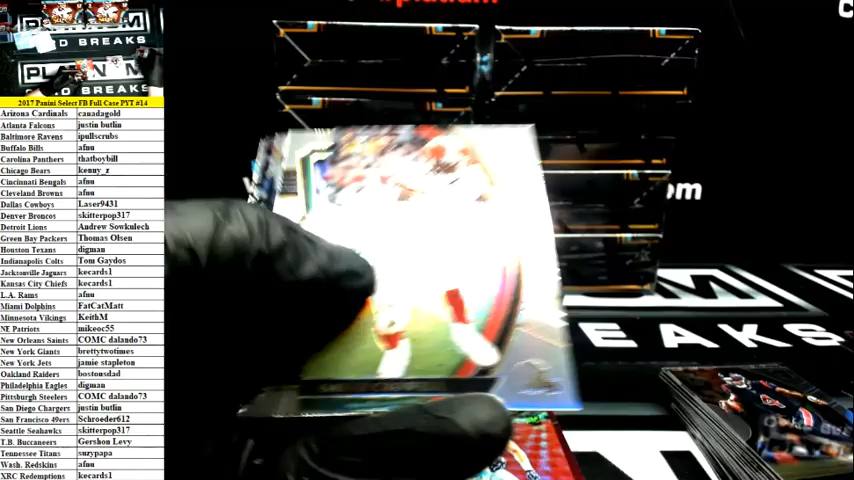 platinum
C
D BREAKS
2017 Panini Select FB Full Case PYT #14
Arizona Cardinals canadagold
Atlanta Falcons justin butlin
Baltimore Ravens ipullscrubs
Buffalo Bills afnu
Carolina Panthers thatboybill
Chicago Bears kenny_z
Cincinnati Bengals afnu
Cleveland Browns afnu
Dallas Cowboys Laser9431
Denver Broncos skitterpop317
Detroit Lions Andrew Sowkulech
Green Bay Packers Thomas Olsen
Houston Texans digman
Indianapolis Colts Tom Gaydos
Jacksonville Jaguars kecards1
Kansas City Chiefs kecards1
L.A. Rams afnu
Miami Dolphins FatCatMatt
Minnesota Vikings KeithM
NE Patriots mikeoc55
New Orleans Saints COMC dalando73
New York Giants brettytwotimes
New York Jets jamie stapleton
Oakland Raiders bostonsdad
Philadelphia Eagles digman
Pittsburgh Steelers COMC dalando73
San Diego Chargers justin butlin
San Francisco 49ers Schroeder612
Seattle Seahawks skitterpop317
T.B. Buccaneers Gershon Levy
Tennessee Titans suzypapa
Wash. Redskins afnu
XRC Redemptions kecards1
om
EAKS